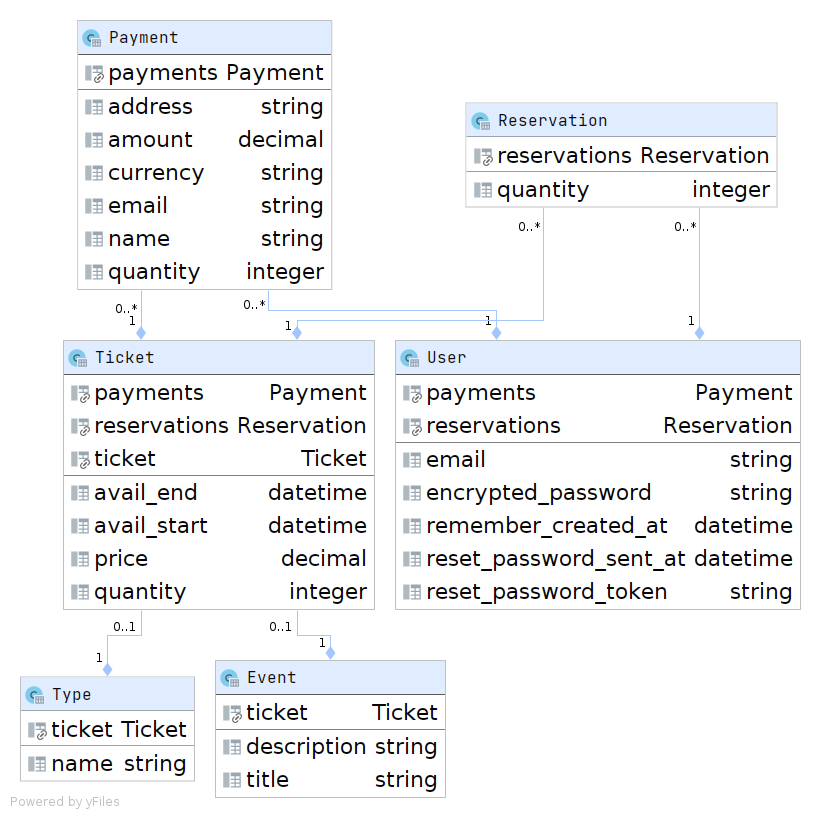 Payment
payments Payment
address string
amount decimal
currency string
email string
name string
quantity integer
Reservation
reservations Reservation
quantity integer
0..*
0..*
0..*
0..*
1
1
1
1
Ticket
payments Payment
reservations Reservation
ticket Ticket
avail_end datetime
avail_start datetime
price decimal
quantity integer
User
payments Payment
reservations Reservation
email string
encrypted_password string
remember_created_at datetime
reset_password_sent_at datetime
reset_password_token string
0..1
0..1
1
1
Type
ticket Ticket
name string
Event
ticket Ticket
description string
title string
Powered by yFiles